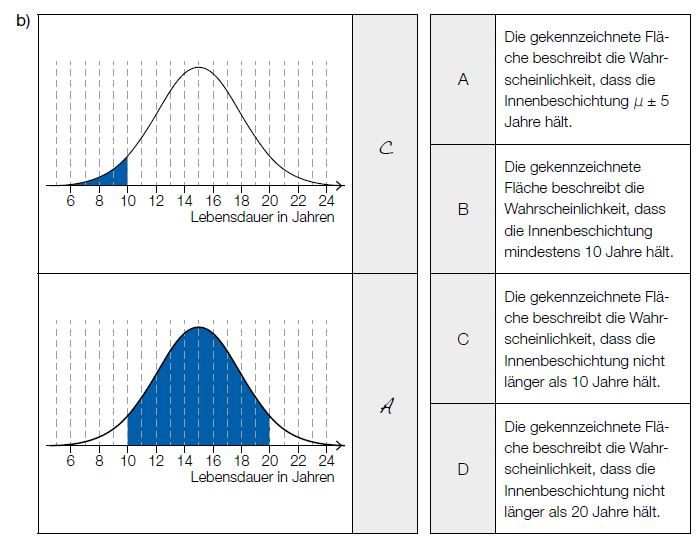 b)
C
6 8 10 12 14 16 18 20 22 24
Lebensdauer in Jahren
A
6 8 10 12 14 16 18 20 22 24
Lebensdauer in Jahren
A
Die gekennzeichnete Flä-
che beschreibt die Wahr-
scheinlichkeit, dass die
Innenbeschichtung μ ± 5
Jahre hält.
B
Die gekennzeichnete
Fläche beschreibt die
Wahrscheinlichkeit, dass
die Innenbeschichtung
mindestens 10 Jahre hält.
C
Die gekennzeichnete Flä-
che beschreibt die Wahr-
scheinlichkeit, dass die
Innenbeschichtung nicht
länger als 10 Jahre hält.
D
Die gekennzeichnete Flä-
che beschreibt die Wahr-
scheinlichkeit, dass die
Innenbeschichtung nicht
länger als 20 Jahre hält.